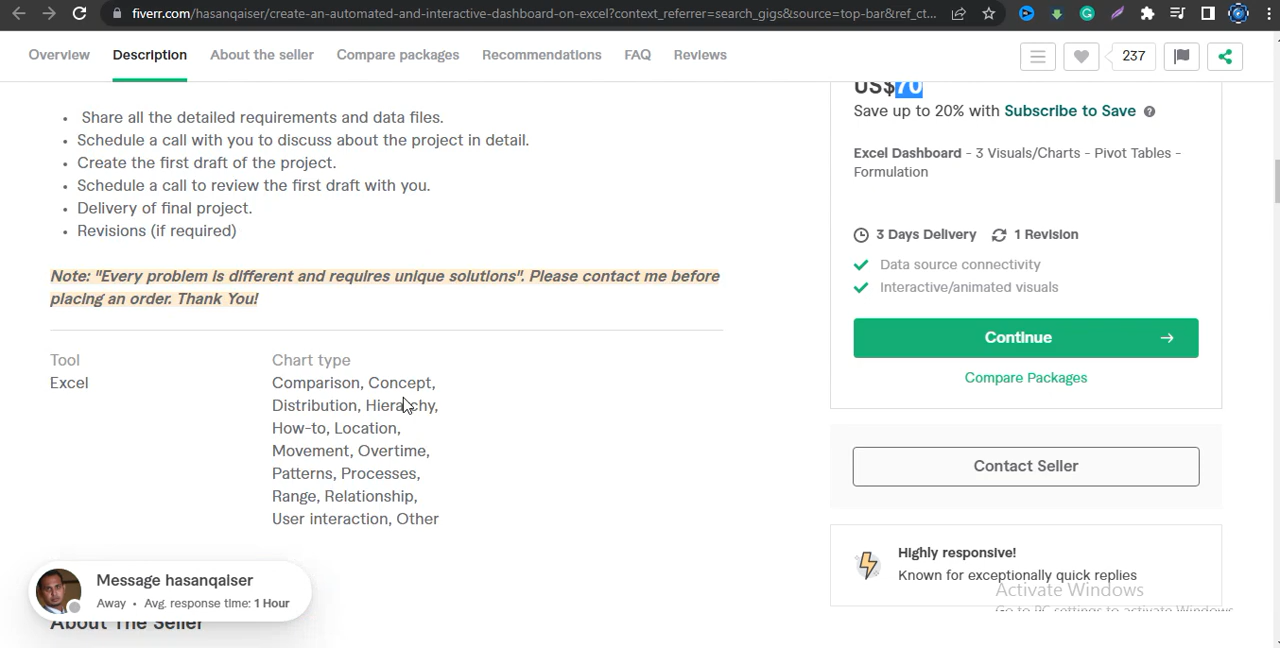 fiverr.com/hasanqaiser/create-an-automated-and-interactive-dashboard-on-excel?context_referrer=search_gigs&source=top-bar&ref_ct...
Overview Description About the seller Compare packages Recommendations FAQ Reviews 237
US$70
Save up to 20% with Subscribe to Save
Excel Dashboard - 3 Visuals/Charts - Pivot Tables -
Formulation
3 Days Delivery 1 Revision
Data source connectivity
Interactive/animated visuals
Continue →
Compare Packages
Contact Seller
Highly responsive!
Known for exceptionally quick replies
• Share all the detailed requirements and data files.
• Schedule a call with you to discuss about the project in detail.
• Create the first draft of the project.
• Schedule a call to review the first draft with you.
• Delivery of final project.
• Revisions (if required)
Note: "Every problem is different and requires unique solutions". Please contact me before
placing an order. Thank You!
Tool
Excel
Chart type
Comparison, Concept,
Distribution, Hierarchy,
How-to, Location,
Movement, Overtime,
Patterns, Processes,
Range, Relationship,
User interaction, Other
Message hasanqaiser
Away • Avg. response time: 1 Hour
About The Seller
Activate Windows
Go to PC settings to activate Windows.